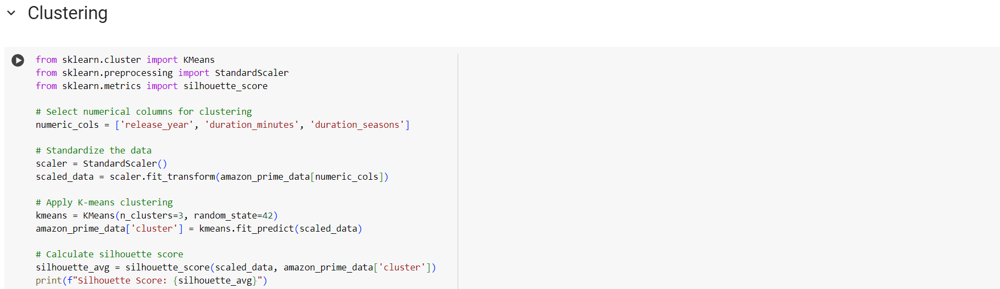 Clustering
from sklearn.cluster import KMeans
from sklearn.preprocessing import StandardScaler
from sklearn.metrics import silhouette_score
# Select numerical columns for clustering
numeric_cols = ['release_year', 'duration_minutes', 'duration_seasons']
# Standardize the data
scaler = StandardScaler()
scaled_data = scaler.fit_transform(amazon_prime_data[numeric_cols])
# Apply K-means clustering
kmeans = KMeans(n_clusters=3, random_state=42)
amazon_prime_data['cluster'] = kmeans.fit_predict(scaled_data)
# Calculate silhouette score
silhouette_avg = silhouette_score(scaled_data, amazon_prime_data['cluster'])
print(f"Silhouette Score: {silhouette_avg}")